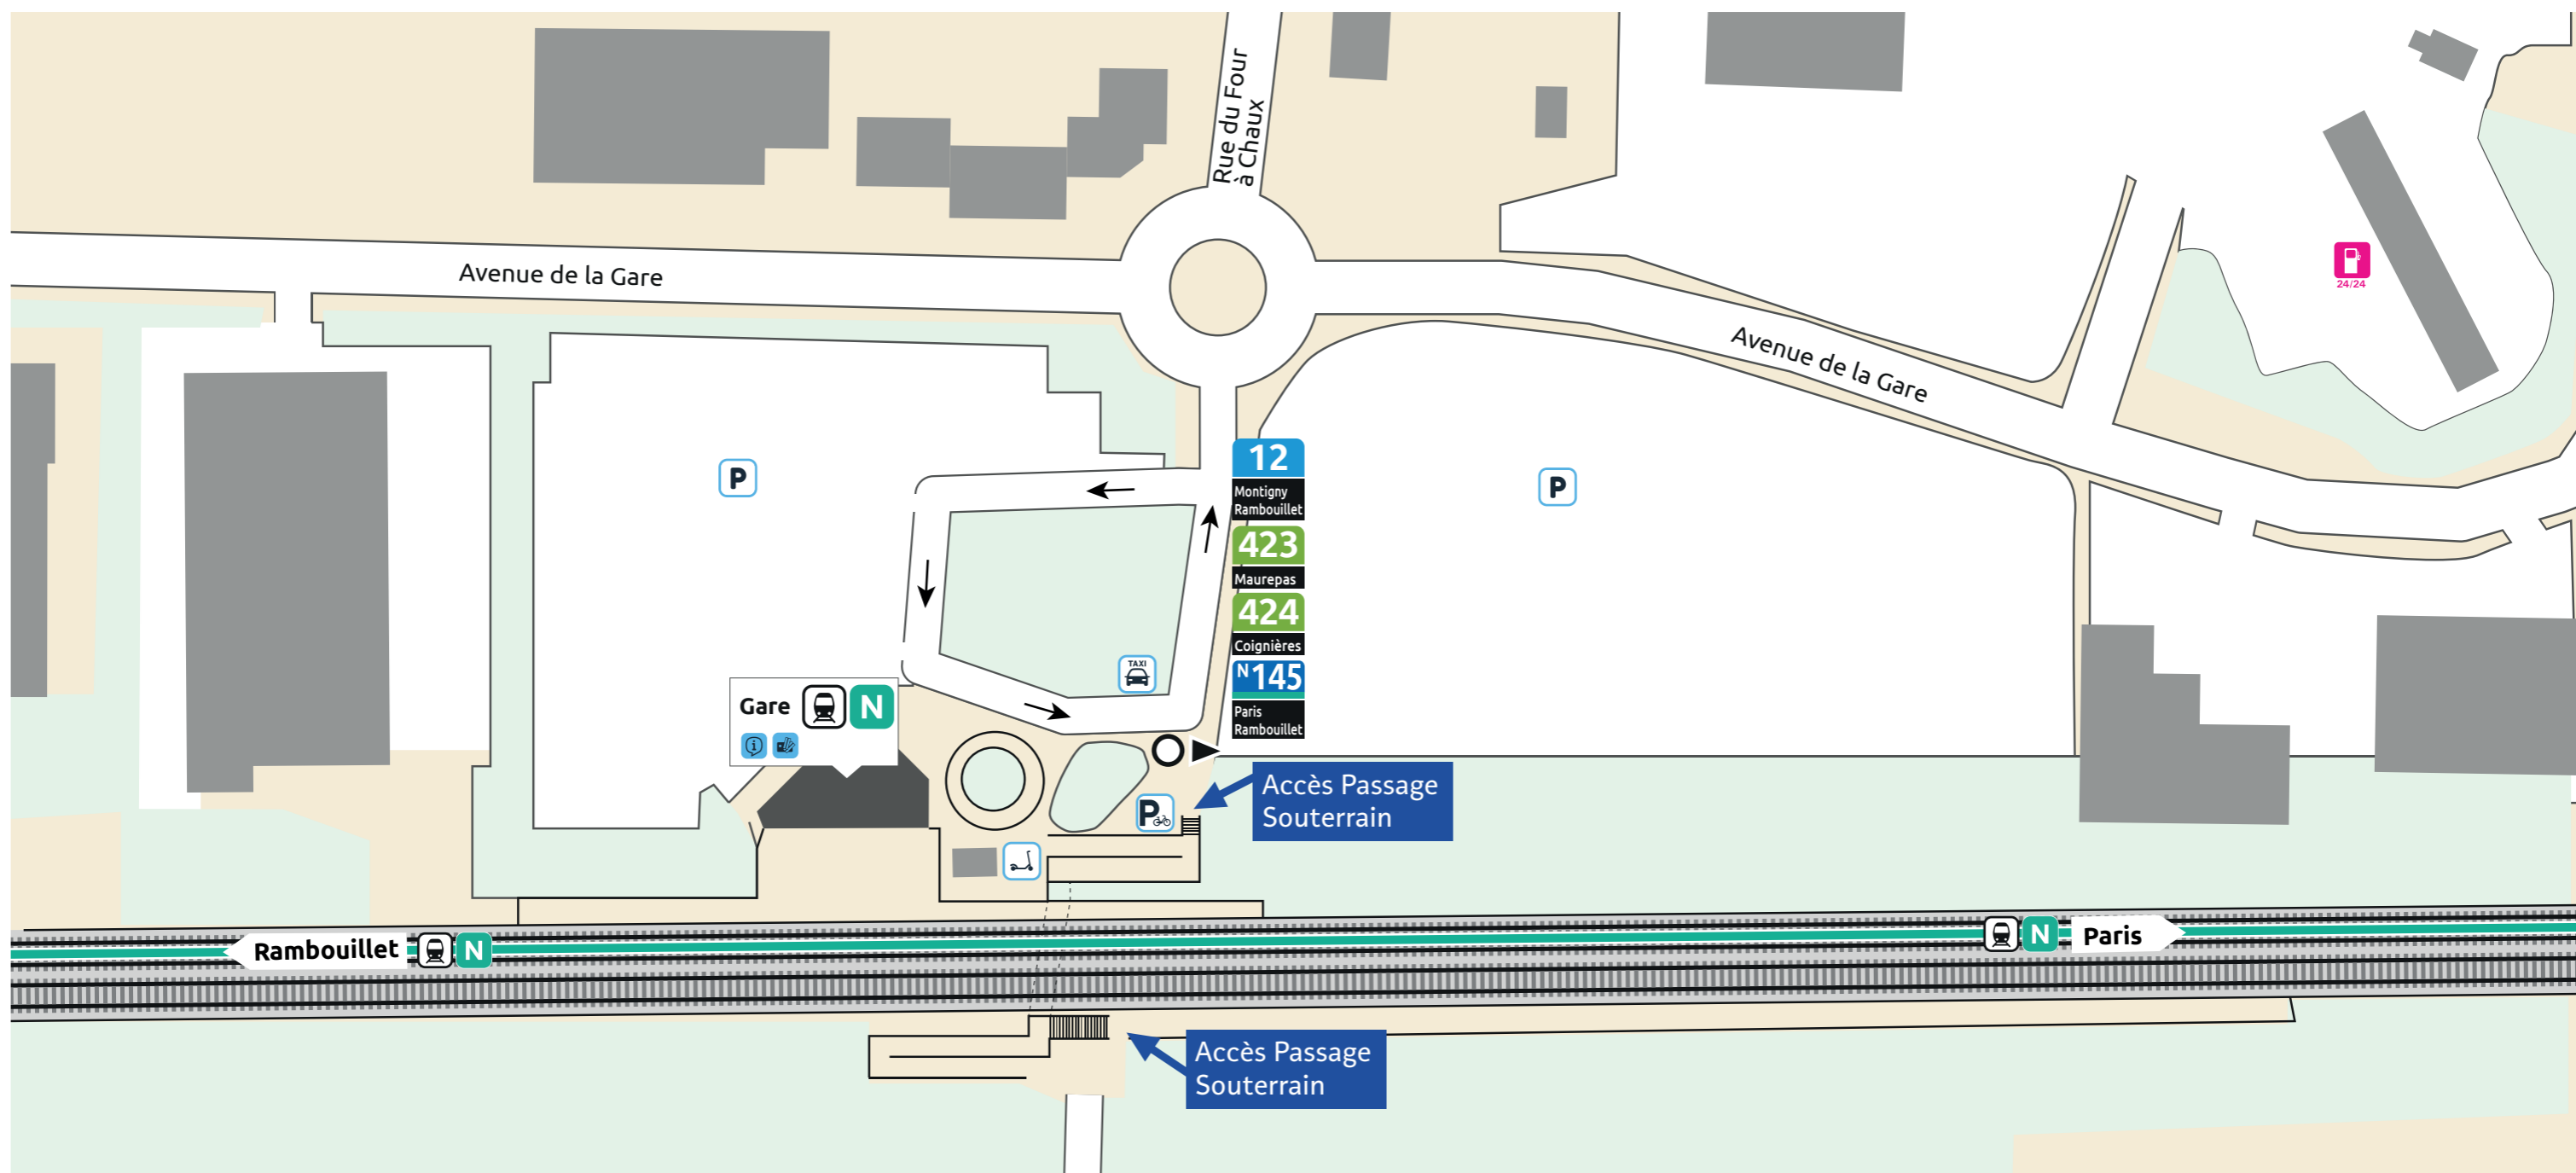 Rue du Four
à Chaux
Avenue de la Gare
24/24
Avenue de la Gare
P
P
12
Montigny
Rambouillet
423
Maurepas
424
Coignières
N145
Paris
Rambouillet
TAXI
Gare N
i
P
Accès Passage
Souterrain
Rambouillet N
N Paris
Accès Passage
Souterrain